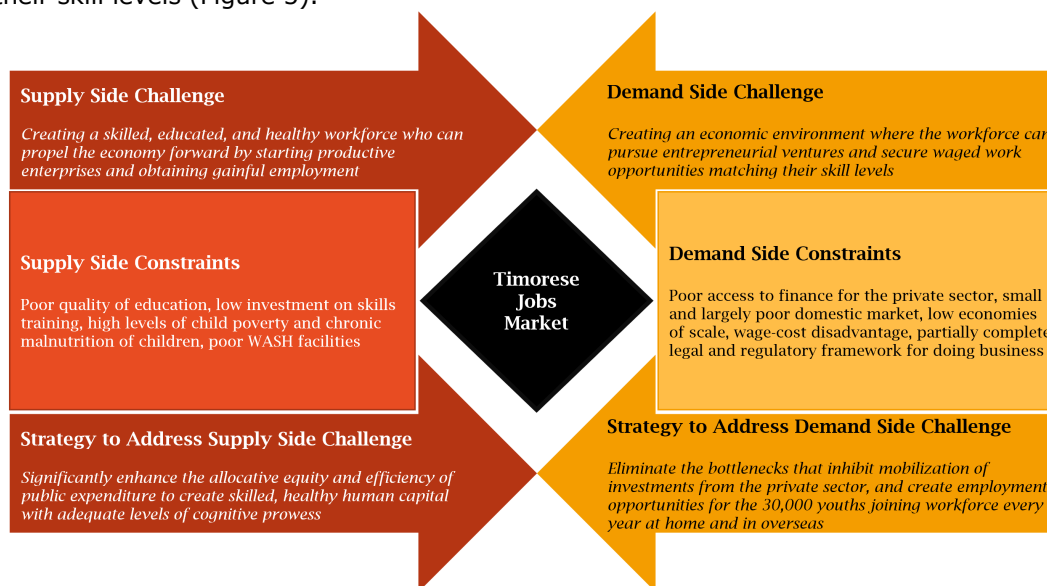 their skill levels (Figure 5).
Supply Side Challenge
Creating a skilled, educated, and healthy workforce who can
propel the economy forward by starting productive
enterprises and obtaining gainful employment
Demand Side Challenge
Creating an economic environment where the workforce can
pursue entrepreneurial ventures and secure waged work
opportunities matching their skill levels
Supply Side Constraints
Poor quality of education, low investment on skills
training, high levels of child poverty and chronic
malnutrition of children, poor WASH facilities
Timorese
Jobs
Market
Demand Side Constraints
Poor access to finance for the private sector, small
and largely poor domestic market, low economies
of scale, wage-cost disadvantage, partially complete
legal and regulatory framework for doing business
Strategy to Address Supply Side Challenge
Significantly enhance the allocative equity and efficiency of
public expenditure to create skilled, healthy human capital
with adequate levels of cognitive prowess
Strategy to Address Demand Side Challenge
Eliminate the bottlenecks that inhibit mobilization of
investments from the private sector, and create employment
opportunities for the 30,000 youths joining workforce every
year at home and in overseas